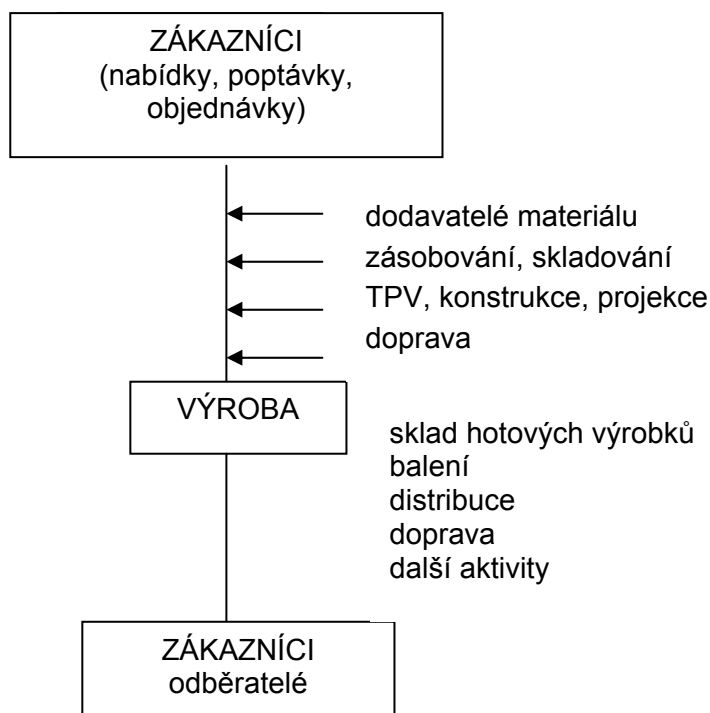 ZÁKAZNÍCI
(nabídky, poptávky,
objednávky)
dodavatelé materiálu
zásobování, skladování
TPV, konstrukce, projekce
doprava
VÝROBA
sklad hotových výrobků
balení
distribuce
doprava
další aktivity
ZÁKAZNÍCI
odběratelé